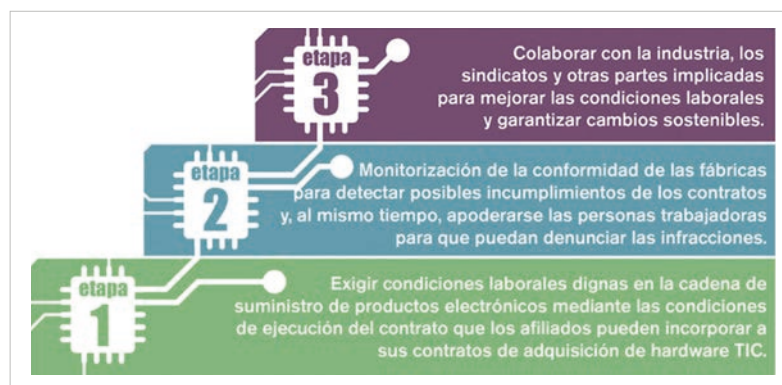 etapa
3
Colaborar con la industria, los
sindicatos y otras partes implicadas
para mejorar las condiciones laborales
y garantizar cambios sostenibles.
etapa
2
Monitorización de la conformidad de las fábricas
para detectar posibles incumplimientos de los contratos
y, al mismo tiempo, apoderarse las personas trabajadoras
para que puedan denunciar las infracciones.
etapa
1
Exigir condiciones laborales dignas en la cadena de
suministro de productos electrónicos mediante las condiciones
de ejecución del contrato que los afiliados pueden incorporar a
sus contratos de adquisición de hardware TIC.